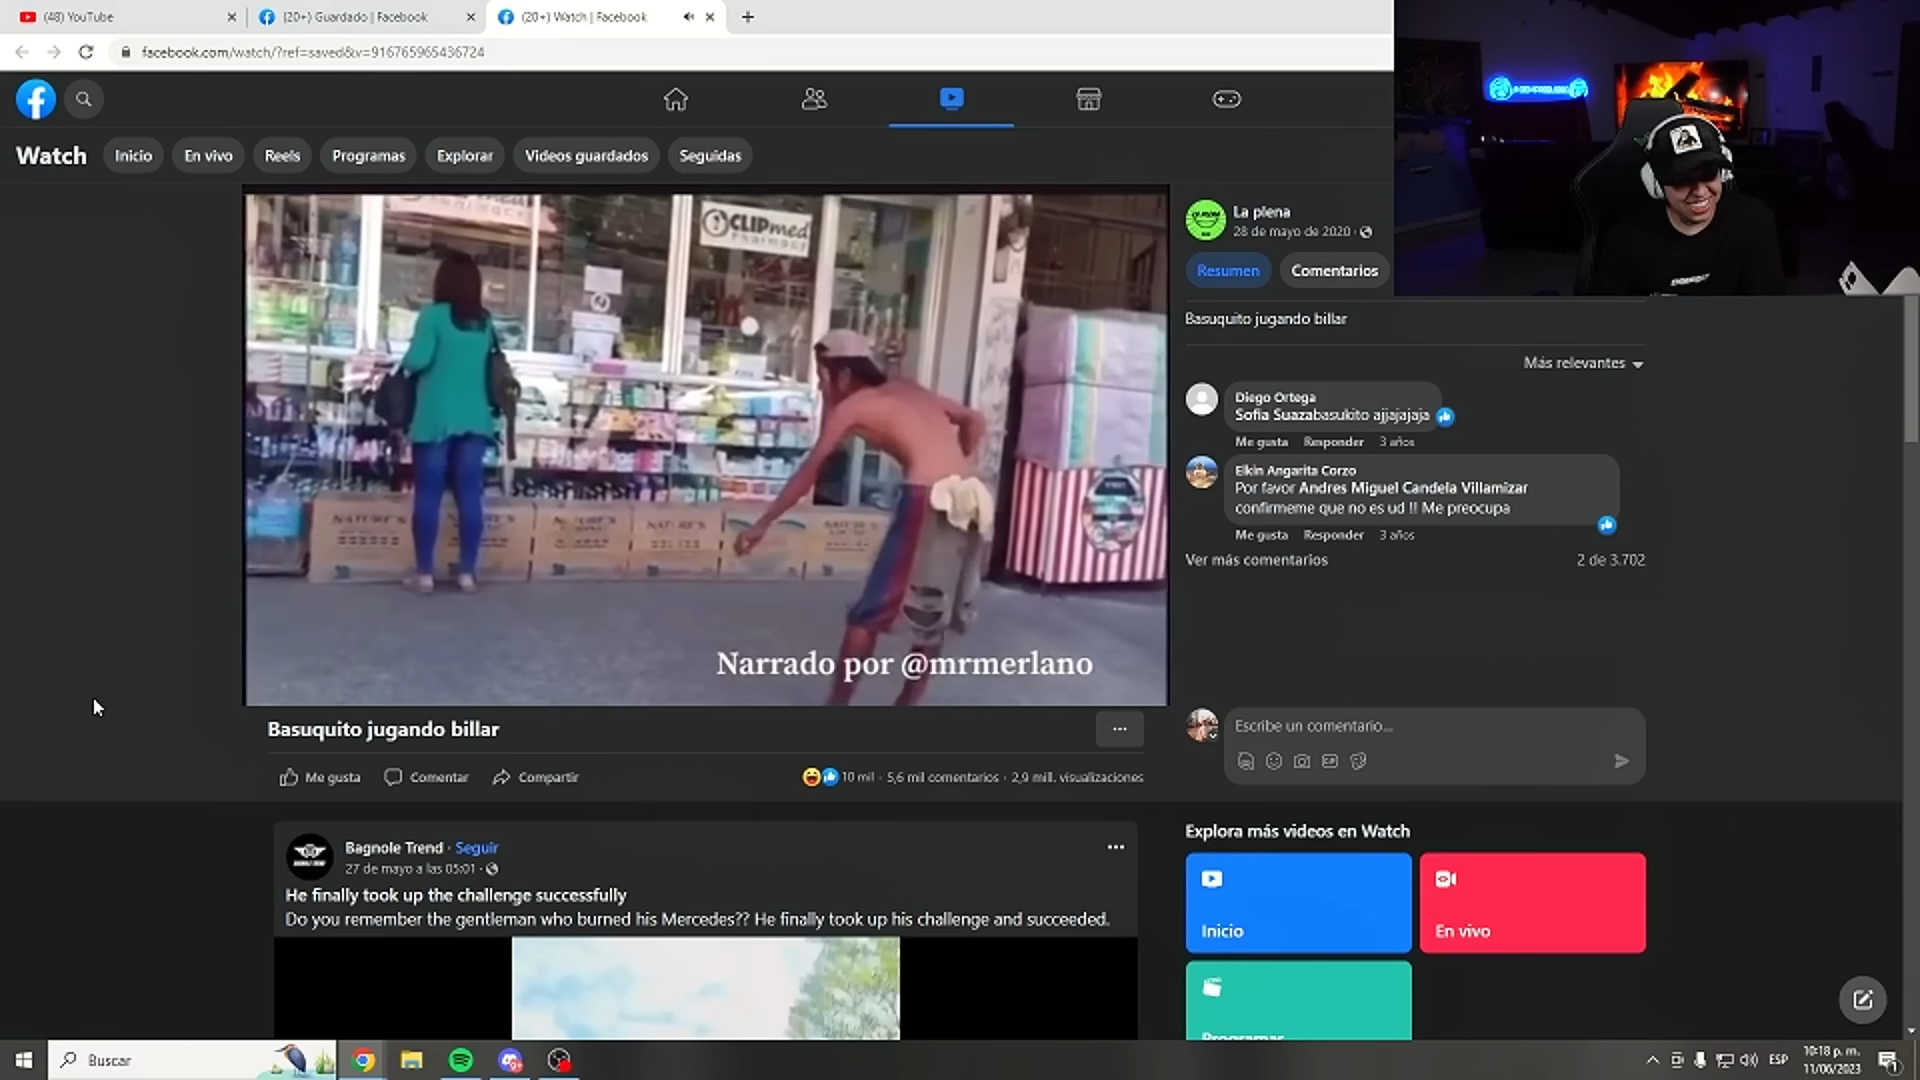 (48) YouTube
(20+) Guardado | Facebook
(20+) Watch | Facebook
facebook.com/watch/?ref=saved&v=916765965436724
Watch
Inicio
En vivo
Reels
Programas
Explorar
Videos guardados
Seguidas
CLIPmed
Pharmacy
NATURE'S
NATURE'S
NATURE'S
NATURE'S
Narrado por @mrmerlano
La plena
28 de mayo de 2020 ·
Resumen
Comentarios
Basuquito jugando billar
Más relevantes
Diego Ortega
Sofia Suazabasukito ajjajajaja
Me gusta Responder 3 años
Elkin Angarita Corzo
Por favor Andres Miguel Candela Villamizar
confirmeme que no es ud !! Me preocupa
Me gusta Responder 3 años
Ver más comentarios
2 de 3.702
Escribe un comentario...
Basuquito jugando billar
...
Me gusta
Comentar
Compartir
10 mil · 5,6 mil comentarios · 2,9 mill. visualizaciones
Bagnole Trend · Seguir
27 de mayo a las 05:01 ·
He finally took up the challenge successfully
Do you remember the gentleman who burned his Mercedes?? He finally took up his challenge and succeeded.
Explora más videos en Watch
Inicio
En vivo
Programas
Buscar
ESP
10:18 p. m.
11/06/2023